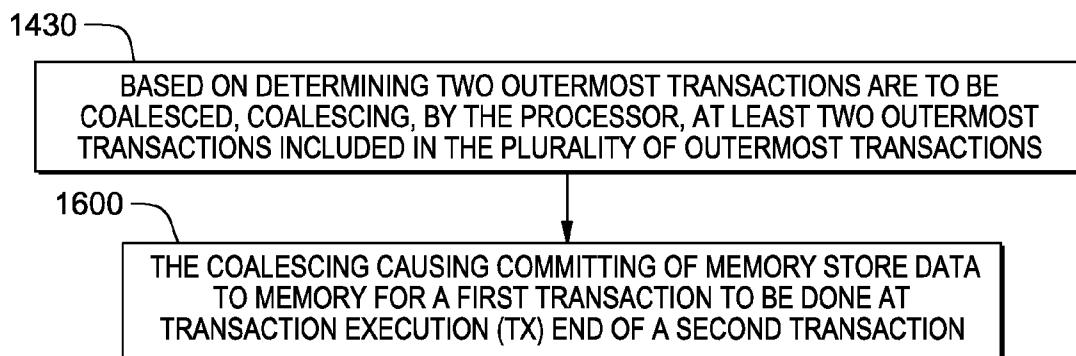 1430
BASED ON DETERMINING TWO OUTERMOST TRANSACTIONS ARE TO BE
COALESCED, COALESCING, BY THE PROCESSOR, AT LEAST TWO OUTERMOST
TRANSACTIONS INCLUDED IN THE PLURALITY OF OUTERMOST TRANSACTIONS
1600
THE COALESCING CAUSING COMMITTING OF MEMORY STORE DATA
TO MEMORY FOR A FIRST TRANSACTION TO BE DONE AT
TRANSACTION EXECUTION (TX) END OF A SECOND TRANSACTION